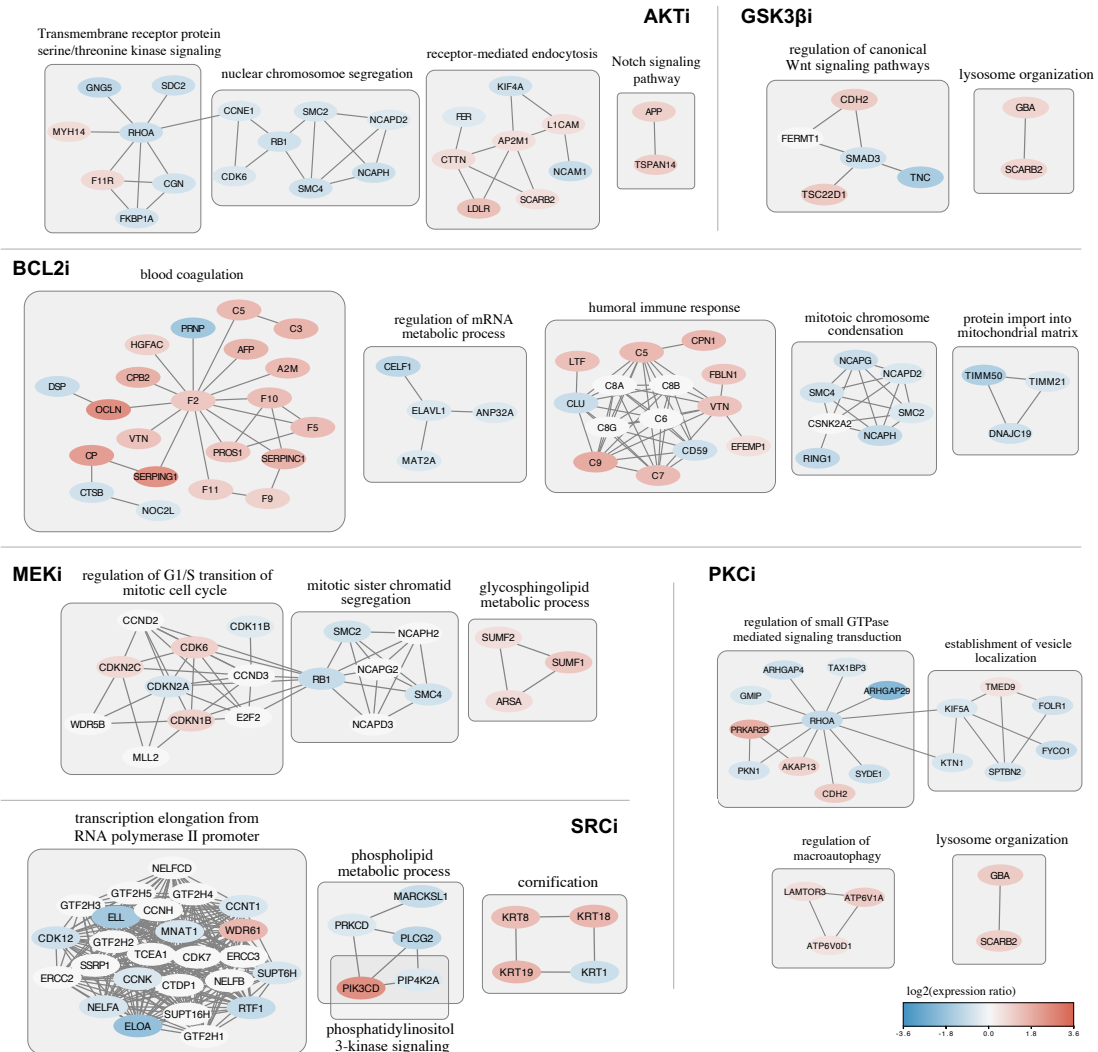 AKTi
Transmembrane receptor protein
serine/threonine kinase signaling
GNG5
SDC2
MYH14
RHOA
F11R
CGN
FKBP1A
nuclear chromosomoe segregation
CCNE1
SMC2
NCAPD2
RB1
CDK6
SMC4
NCAPH
receptor-mediated endocytosis
KIF4A
FER
L1CAM
AP2M1
CTTN
NCAM1
LDLR
SCARB2
Notch signaling
pathway
APP
TSPAN14
GSK3βi
regulation of canonical
Wnt signaling pathways
CDH2
FERMT1
SMAD3
TNC
TSC22D1
lysosome organization
GBA
SCARB2
BCL2i
blood coagulation
C5
PRNP
C3
HGFAC
AFP
A2M
CPB2
DSP
F2
F10
OCLN
F5
VTN
PROS1
SERPINC1
CP
SERPING1
CTSB
F11
F9
NOC2L
regulation of mRNA
metabolic process
CELF1
ELAVL1
ANP32A
MAT2A
humoral immune response
CPN1
C5
LTF
FBLN1
C8A
C8B
CLU
VTN
C6
C8G
EFEMP1
CD59
C9
C7
mitotoic chromosome
condensation
NCAPG
NCAPD2
SMC4
SMC2
CSNK2A2
NCAPH
RING1
protein import into
mitochondrial matrix
TIMM50
TIMM21
DNAJC19
MEKi
regulation of G1/S transition of
mitotic cell cycle
CCND2
CDK11B
CDK6
CDKN2C
CCND3
CDKN2A
WDR5B
CDKN1B
E2F2
MLL2
mitotic sister chromatid
segregation
SMC2
NCAPH2
NCAPG2
RB1
SMC4
NCAPD3
glycosphingolipid
metabolic process
SUMF2
SUMF1
ARSA
PKCi
regulation of small GTPase
mediated signaling transduction
ARHGAP4
TAX1BP3
GMIP
ARHGAP29
RHOA
PRKAR2B
PKN1
AKAP13
SYDE1
CDH2
establishment of vesicle
localization
TMED9
KIF5A
FOLR1
FYCO1
KTN1
SPTBN2
regulation of
macroautophagy
LAMTOR3
ATP6V1A
ATP6V0D1
lysosome organization
GBA
SCARB2
SRCi
transcription elongation from
RNA polymerase II promoter
NELFCD
GTF2H5
GTF2H4
GTF2H3
CCNH
CCNT1
ELL
MNAT1
WDR61
CDK12
GTF2H2
TCEA1
CDK7
ERCC3
SSRP1
ERCC2
SUPT6H
CCNK
CTDP1
NELFB
NELFA
RTF1
SUPT16H
ELOA
GTF2H1
phospholipid
metabolic process
MARCKSL1
PRKCD
PLCG2
PIK3CD
PIP4K2A
phosphatidylinositol
3-kinase signaling
cornification
KRT8
KRT18
KRT19
KRT1
log2(expression ratio)
-3.6 -1.8 0.0 1.8 3.6